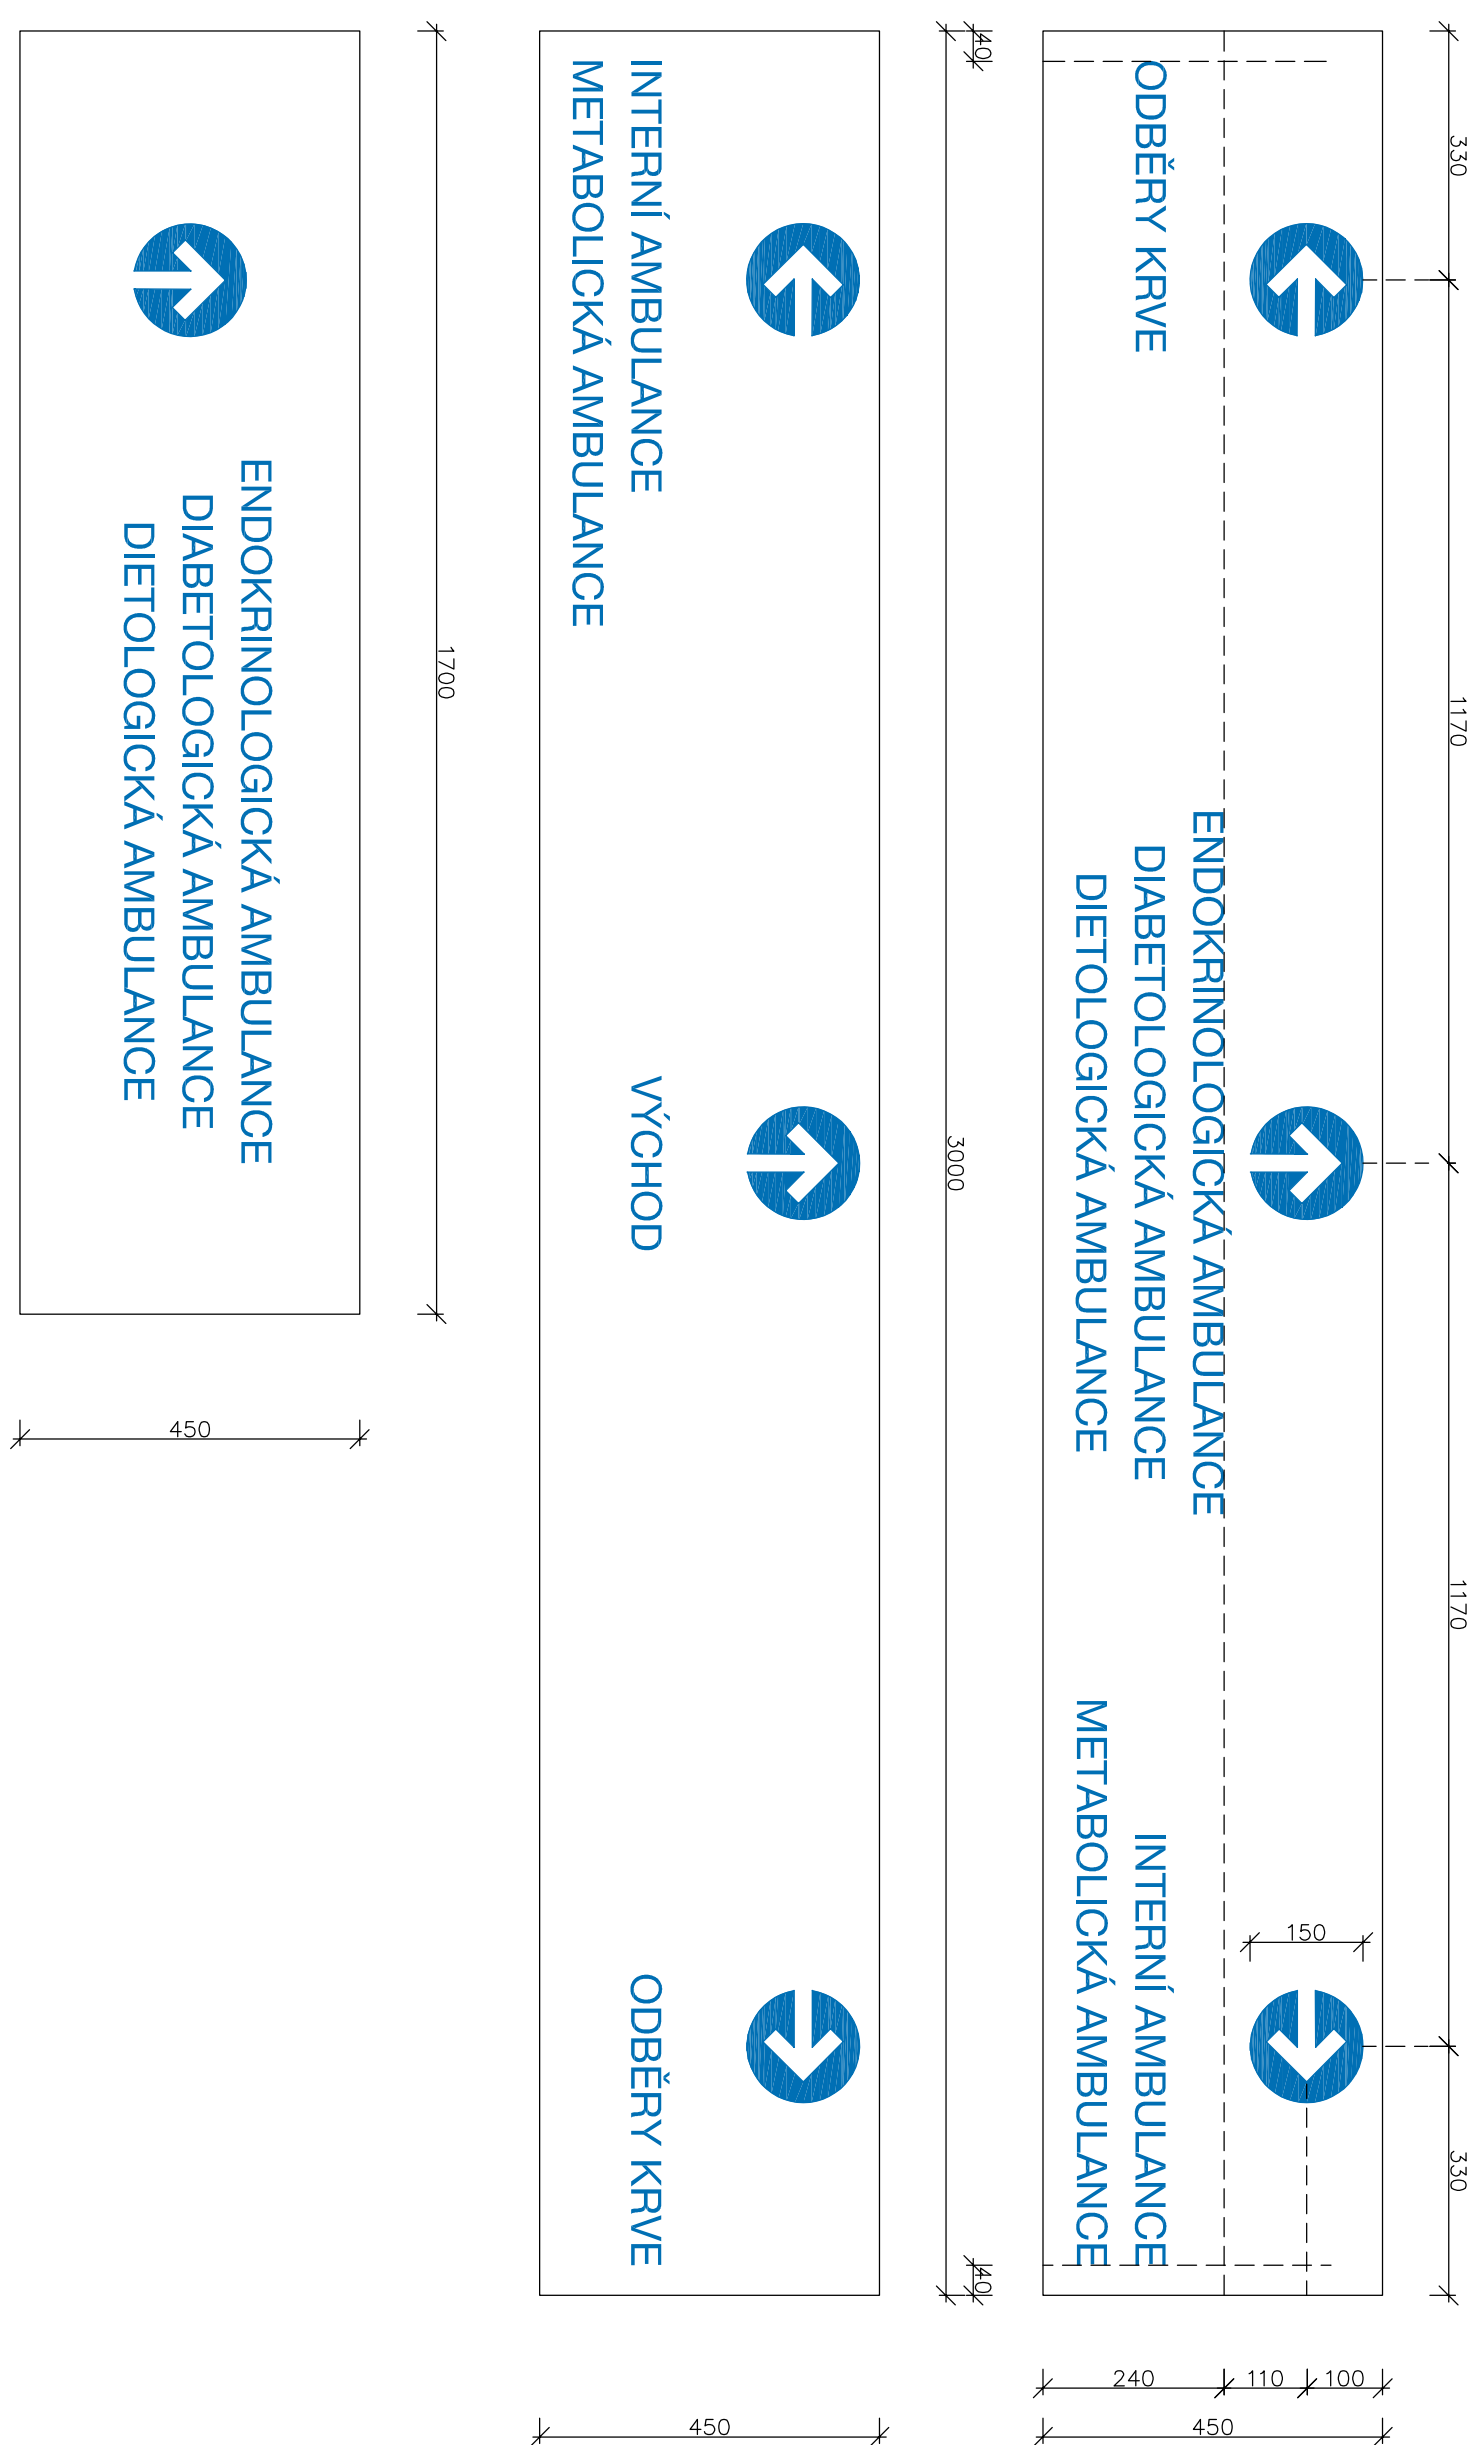 330
1170
1170
330
ODBĚRY KRVE
ENDOKRINOLOGICKÁ AMBULANCE
DIABETOLOGICKÁ AMBULANCE
DIETOLOGICKÁ AMBULANCE
INTERNÍ AMBULANCE
METABOLICKÁ AMBULANCE
150
100
110
240
450
40
40
3000
INTERNÍ AMBULANCE
METABOLICKÁ AMBULANCE
VÝCHOD
ODBĚRY KRVE
450
1700
ENDOKRINOLOGICKÁ AMBULANCE
DIABETOLOGICKÁ AMBULANCE
DIETOLOGICKÁ AMBULANCE
450